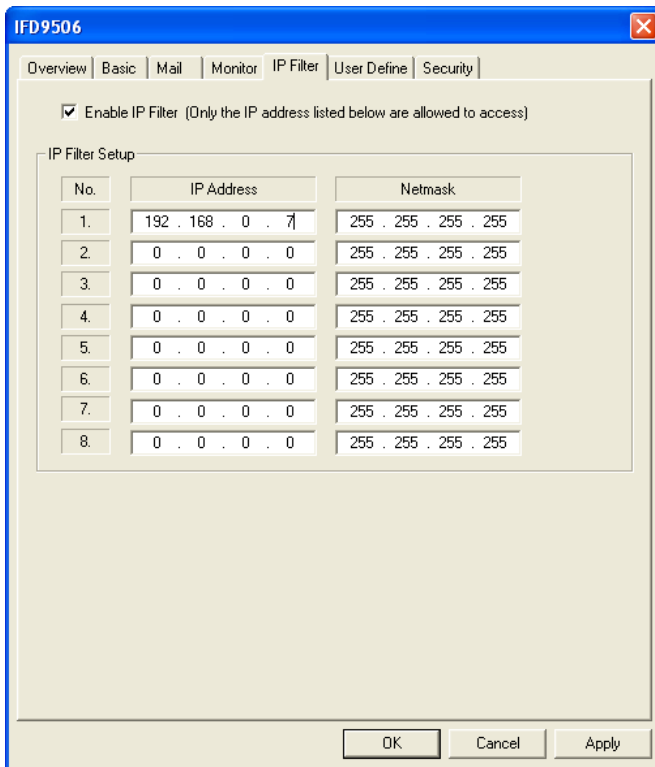 IFD9506
Overview Basic Mail Monitor IP Filter User Define Security
Enable IP Filter (Only the IP address listed below are allowed to access)
IP Filter Setup
No. IP Address Netmask
1. 192 . 168 . 0 . 7 255 . 255 . 255 . 255
2. 0 . 0 . 0 . 0 255 . 255 . 255 . 255
3. 0 . 0 . 0 . 0 255 . 255 . 255 . 255
4. 0 . 0 . 0 . 0 255 . 255 . 255 . 255
5. 0 . 0 . 0 . 0 255 . 255 . 255 . 255
6. 0 . 0 . 0 . 0 255 . 255 . 255 . 255
7. 0 . 0 . 0 . 0 255 . 255 . 255 . 255
8. 0 . 0 . 0 . 0 255 . 255 . 255 . 255
OK Cancel Apply